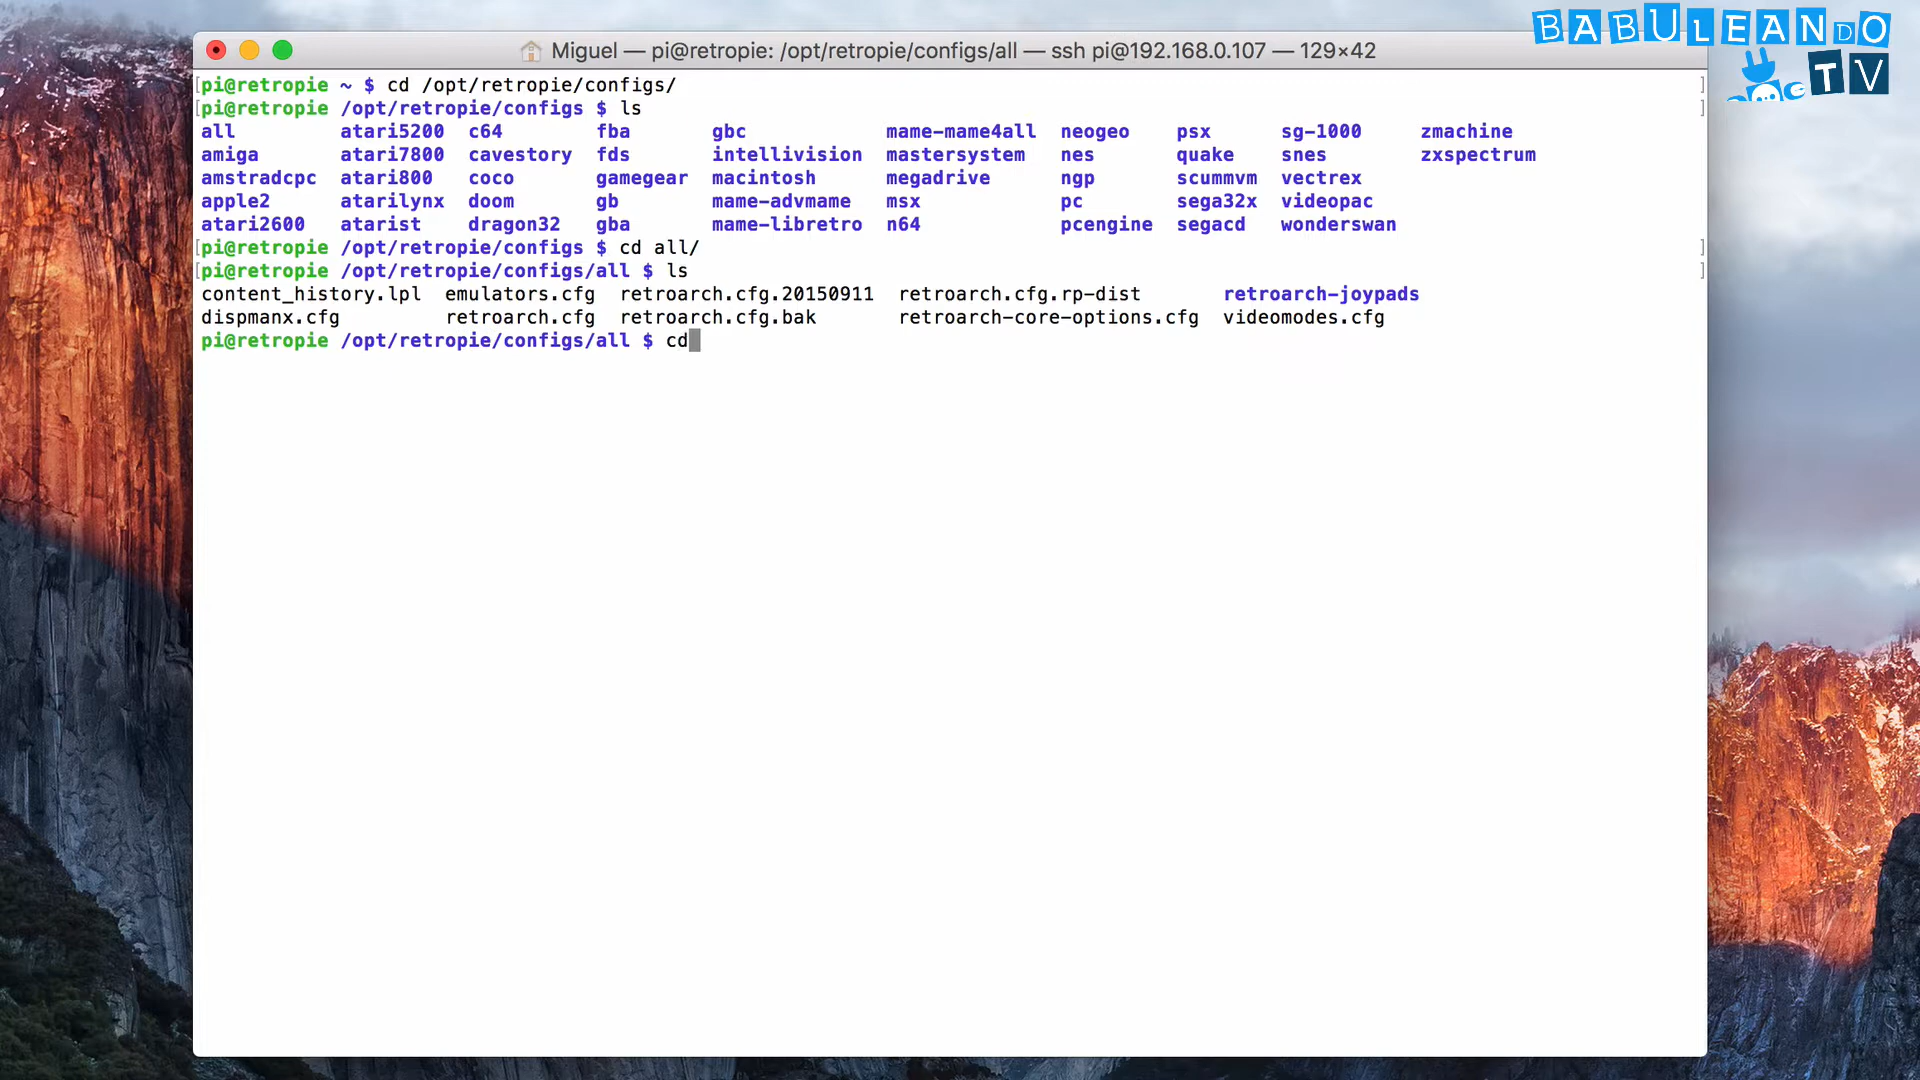 BABULEANDO
TV
Miguel — pi@retropie: /opt/retropie/configs/all — ssh pi@192.168.0.107 — 129×42
[pi@retropie ~ $ cd /opt/retropie/configs/ ]
[pi@retropie /opt/retropie/configs $ ls ]
all atari5200 c64 fba gbc mame-mame4all neogeo psx sg-1000 zmachine
amiga atari7800 cavestory fds intellivision mastersystem nes quake snes zxspectrum
amstradcpc atari800 coco gamegear macintosh megadrive ngp scummvm vectrex
apple2 atarilynx doom gb mame-advmame msx pc sega32x videopac
atari2600 atarist dragon32 gba mame-libretro n64 pcengine segacd wonderswan
[pi@retropie /opt/retropie/configs $ cd all/ ]
[pi@retropie /opt/retropie/configs/all $ ls ]
content_history.lpl emulators.cfg retroarch.cfg.20150911 retroarch.cfg.rp-dist retroarch-joypads
dispmanx.cfg retroarch.cfg retroarch.cfg.bak retroarch-core-options.cfg videomodes.cfg
pi@retropie /opt/retropie/configs/all $ cd